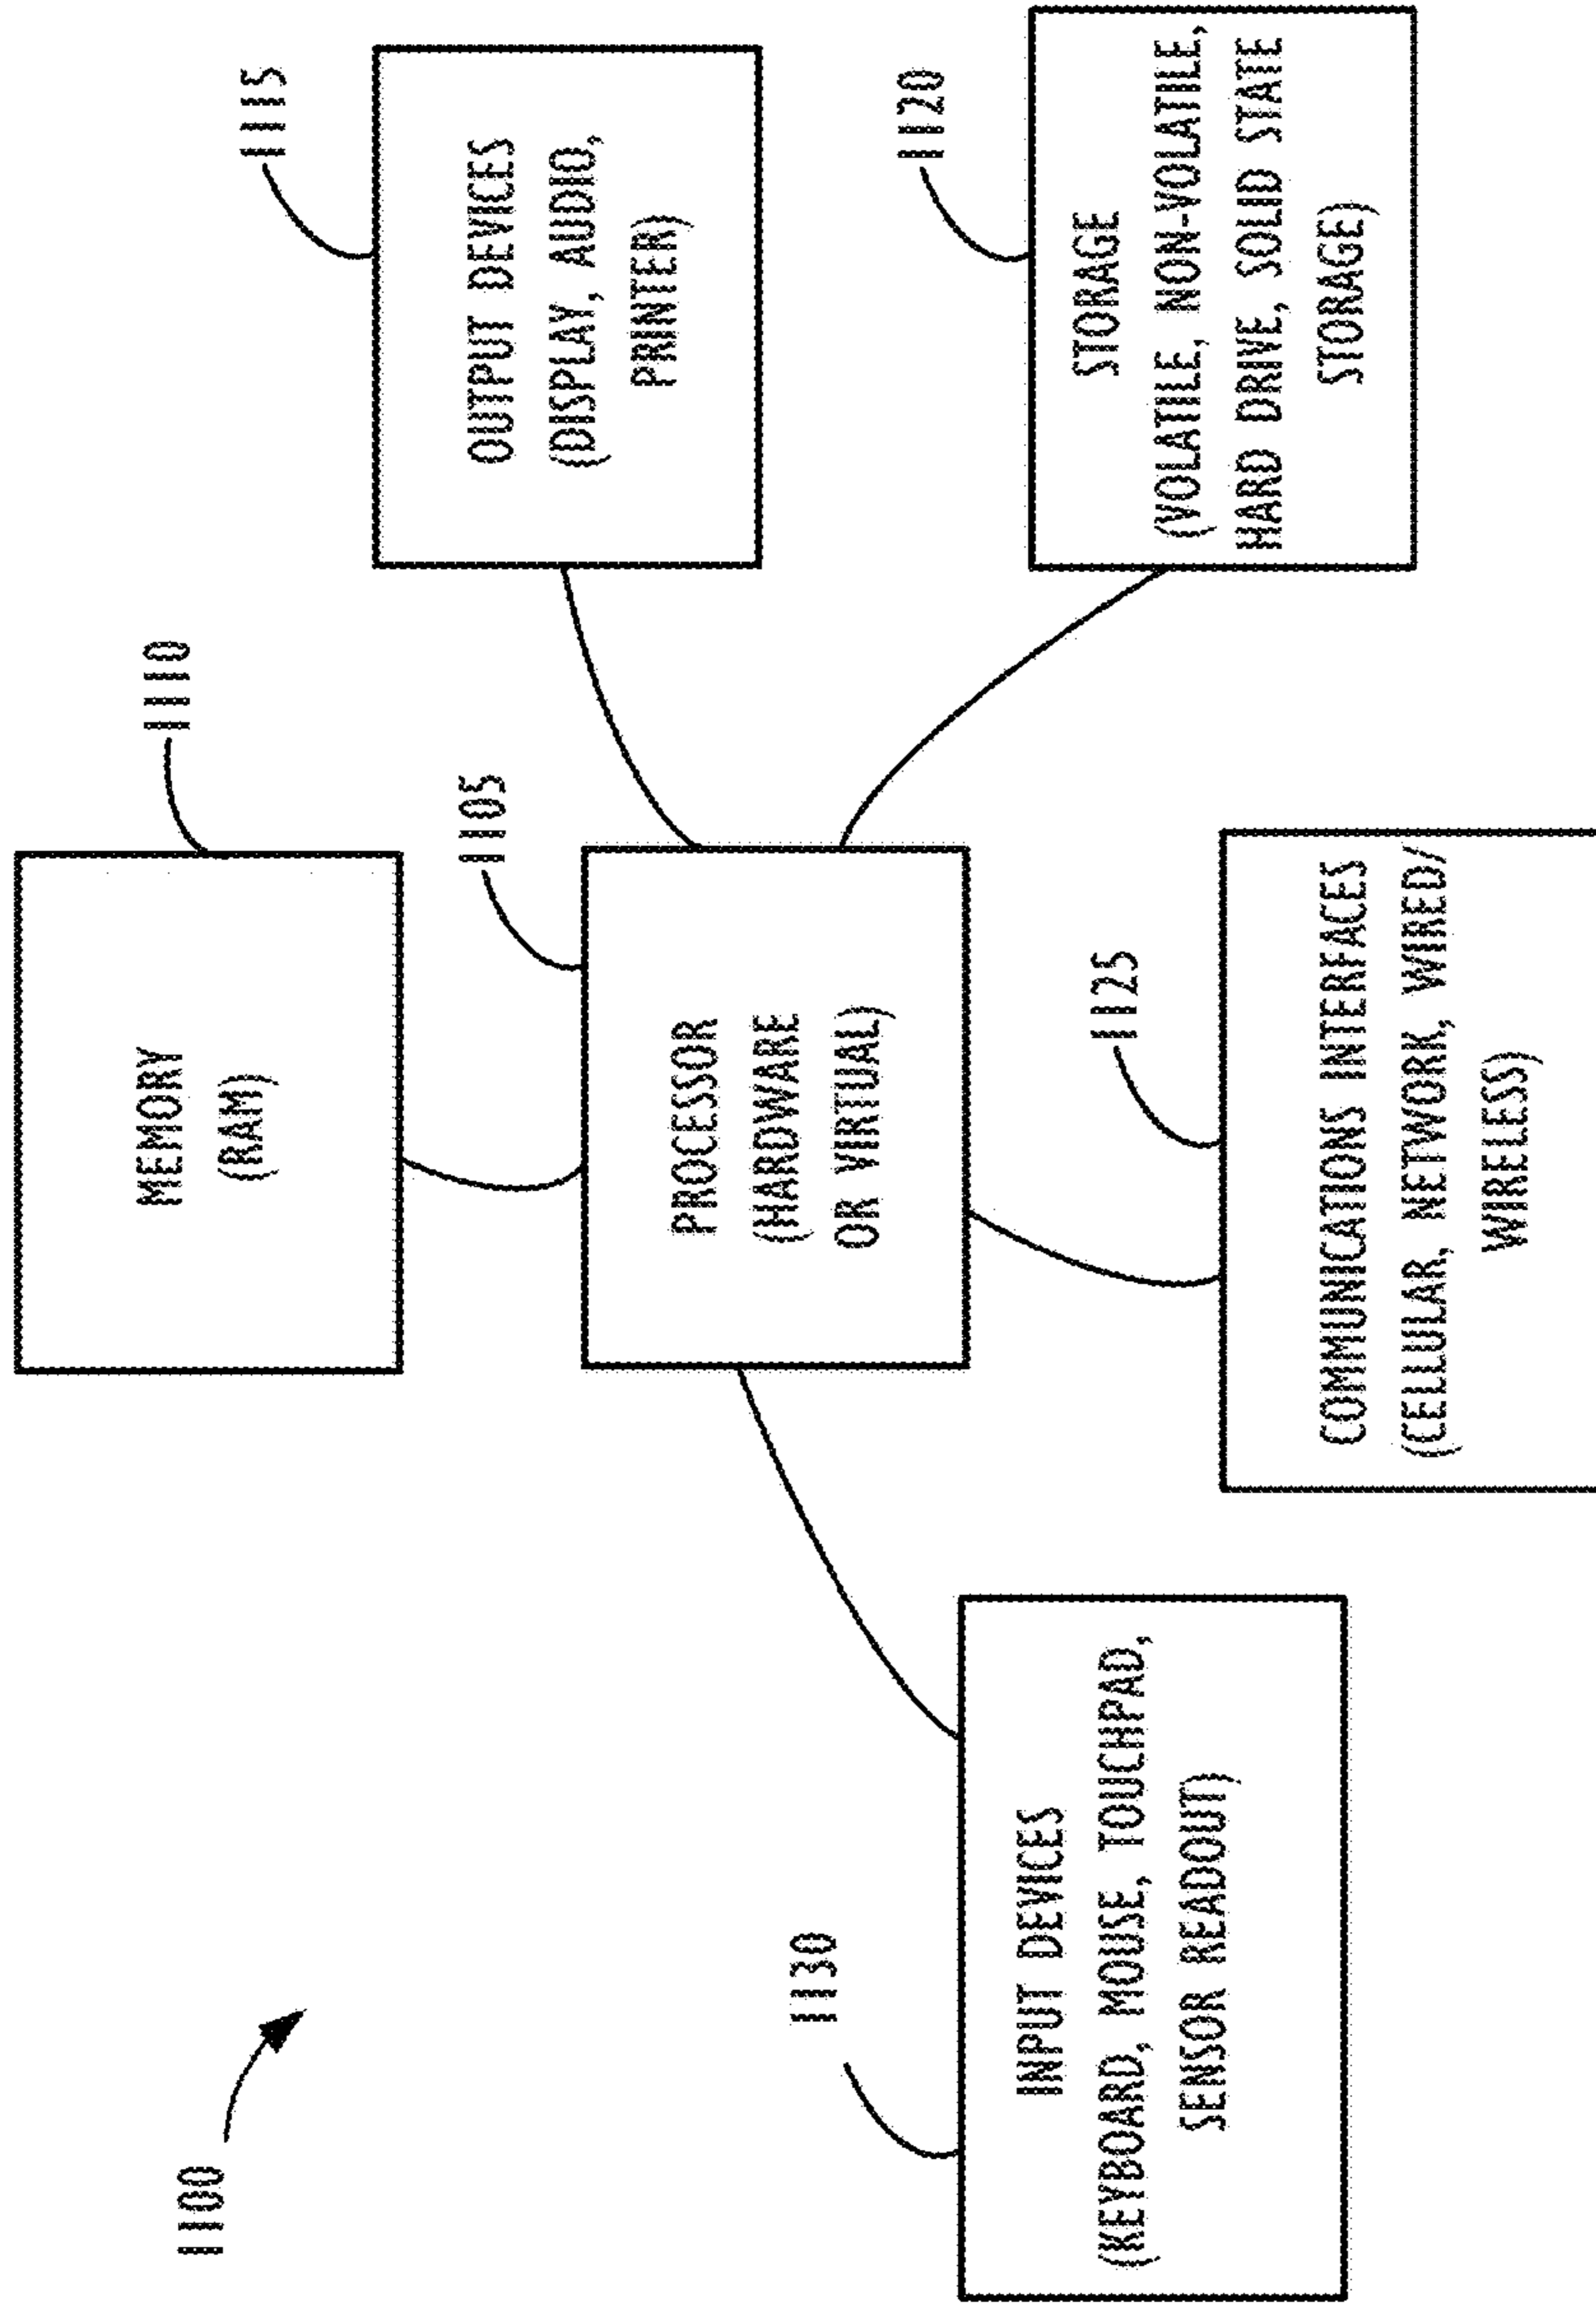 1100
1110
MEMORY
(RAM)
1115
OUTPUT DEVICES
(DISPLAY, AUDIO,
PRINTER)
1105
PROCESSOR
(HARDWARE
OR VIRTUAL)
1130
INPUT DEVICES
(KEYBOARD, MOUSE, TOUCHPAD,
SENSOR READOUT)
1120
STORAGE
(VOLATILE, NON-VOLATILE,
HARD DRIVE, SOLID STATE
STORAGE)
1125
COMMUNICATIONS INTERFACES
(CELLULAR, NETWORK, WIRED/
WIRELESS)